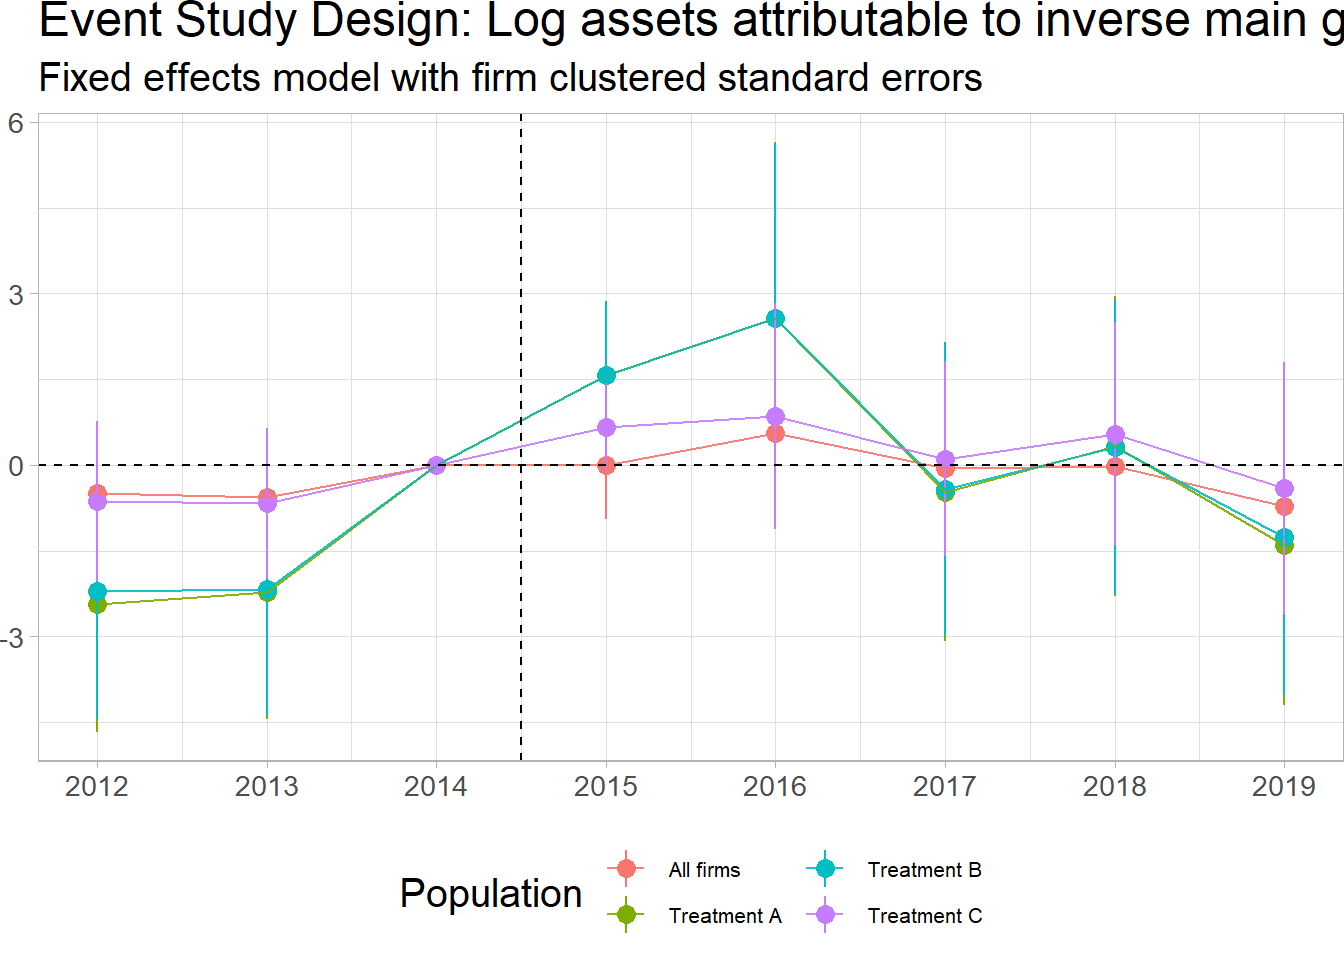 Event Study Design: Log assets attributable to inverse main
Fixed effects model with firm clustered standard errors
6
3
0
-3
2012 2013 2014 2015 2016 2017 2018 2019
Population
All firms
Treatment A
Treatment B
Treatment C